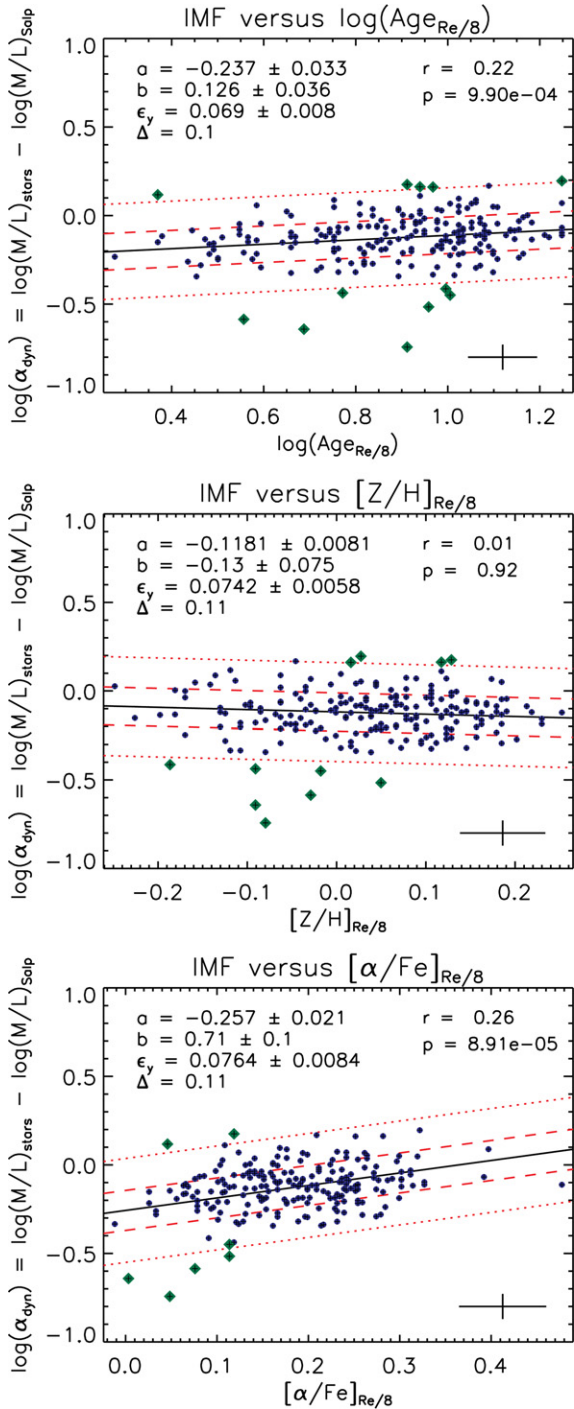 IMF versus log(Age_Re/8)
a = −0.237 ± 0.033
r = 0.22
b = 0.126 ± 0.036
p = 9.90e−04
ϵ_y = 0.069 ± 0.008
Δ = 0.1
log(α_dyn) = log(M/L)_stars − log(M/L)_Salp
1.0
0.5
0.0
−0.5
−1.0
0.4 0.6 0.8 1.0 1.2
log(Age_Re/8)
IMF versus [Z/H]_Re/8
a = −0.1181 ± 0.0081
r = 0.01
b = −0.13 ± 0.075
p = 0.92
ϵ_y = 0.0742 ± 0.0058
Δ = 0.11
log(α_dyn) = log(M/L)_stars − log(M/L)_Salp
1.0
0.5
0.0
−0.5
−1.0
−0.2 −0.1 0.0 0.1 0.2
[Z/H]_Re/8
IMF versus [α/Fe]_Re/8
a = −0.257 ± 0.021
r = 0.26
b = 0.71 ± 0.1
p = 8.91e−05
ϵ_y = 0.0764 ± 0.0084
Δ = 0.11
log(α_dyn) = log(M/L)_stars − log(M/L)_Salp
1.0
0.5
0.0
−0.5
−1.0
0.0 0.1 0.2 0.3 0.4
[α/Fe]_Re/8